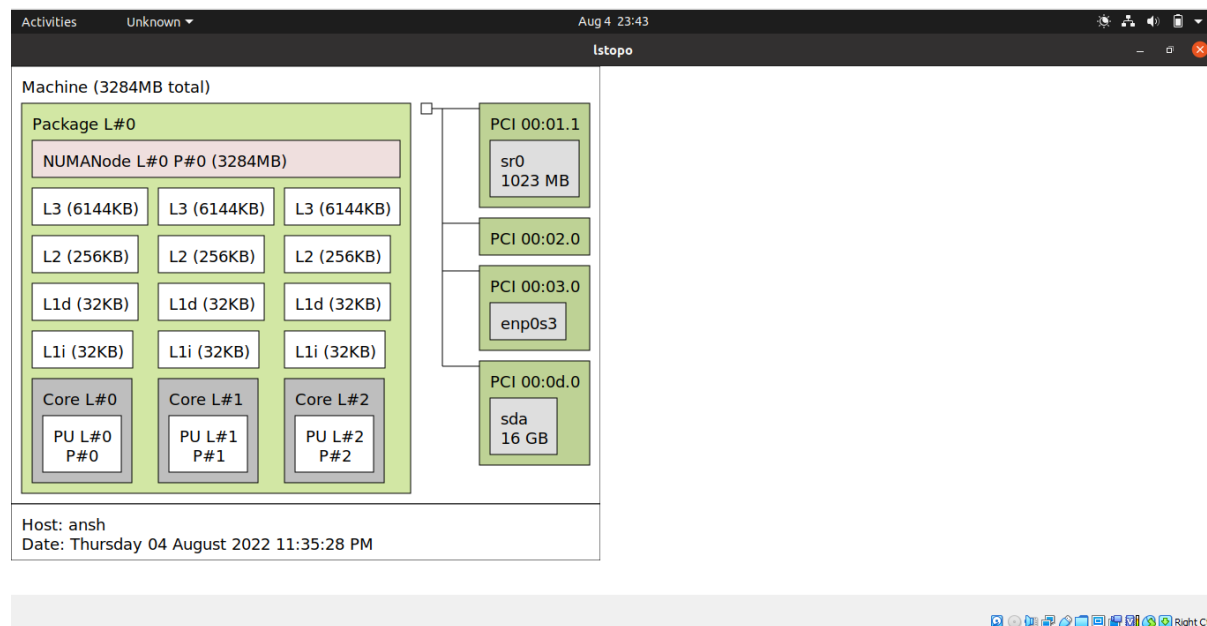 Activities Unknown Aug 4 23:43
lstopo
Machine (3284MB total)
Package L#0
NUMANode L#0 P#0 (3284MB)
L3 (6144KB) L3 (6144KB) L3 (6144KB)
L2 (256KB) L2 (256KB) L2 (256KB)
L1d (32KB) L1d (32KB) L1d (32KB)
L1i (32KB) L1i (32KB) L1i (32KB)
Core L#0 Core L#1 Core L#2
PU L#0 PU L#1 PU L#2
P#0 P#1 P#2
PCI 00:01.1
sr0
1023 MB
PCI 00:02.0
PCI 00:03.0
enp0s3
PCI 00:0d.0
sda
16 GB
Host: ansh
Date: Thursday 04 August 2022 11:35:28 PM
Right C